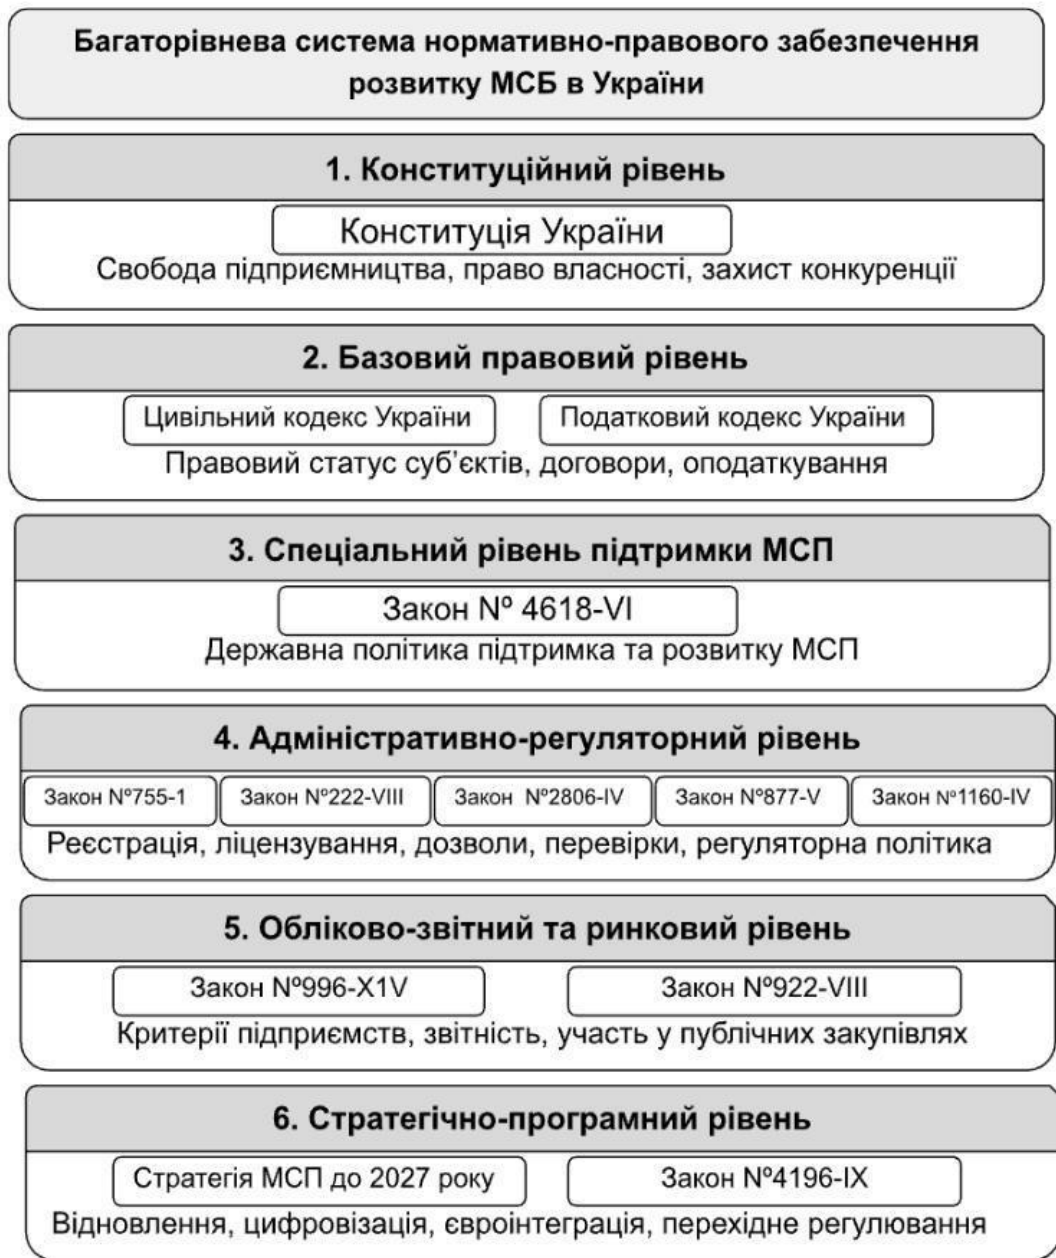 Багаторівнева система нормативно-правового забезпечення
розвитку МСБ в Україні
1. Конституційний рівень
Конституція України
Свобода підприємництва, право власності, захист конкуренції
2. Базовий правовий рівень
Цивільний кодекс України
Податковий кодекс України
Правовий статус суб’єктів, договори, оподаткування
3. Спеціальний рівень підтримки МСП
Закон Nº 4618-VI
Державна політика підтримка та розвитку МСП
4. Адміністративно-регуляторний рівень
Закон Nº755-1
Закон Nº222-VIII
Закон Nº2806-IV
Закон Nº877-V
Закон Nº1160-IV
Реєстрація, ліцензування, дозволи, перевірки, регуляторна політика
5. Обліково-звітний та ринковий рівень
Закон Nº996-X1V
Закон Nº922-VIII
Критерії підприємств, звітність, участь у публічних закупівлях
6. Стратегічно-програмний рівень
Стратегія МСП до 2027 року
Закон Nº4196-IX
Відновлення, цифровізація, євроінтеграція, перехідне регулювання